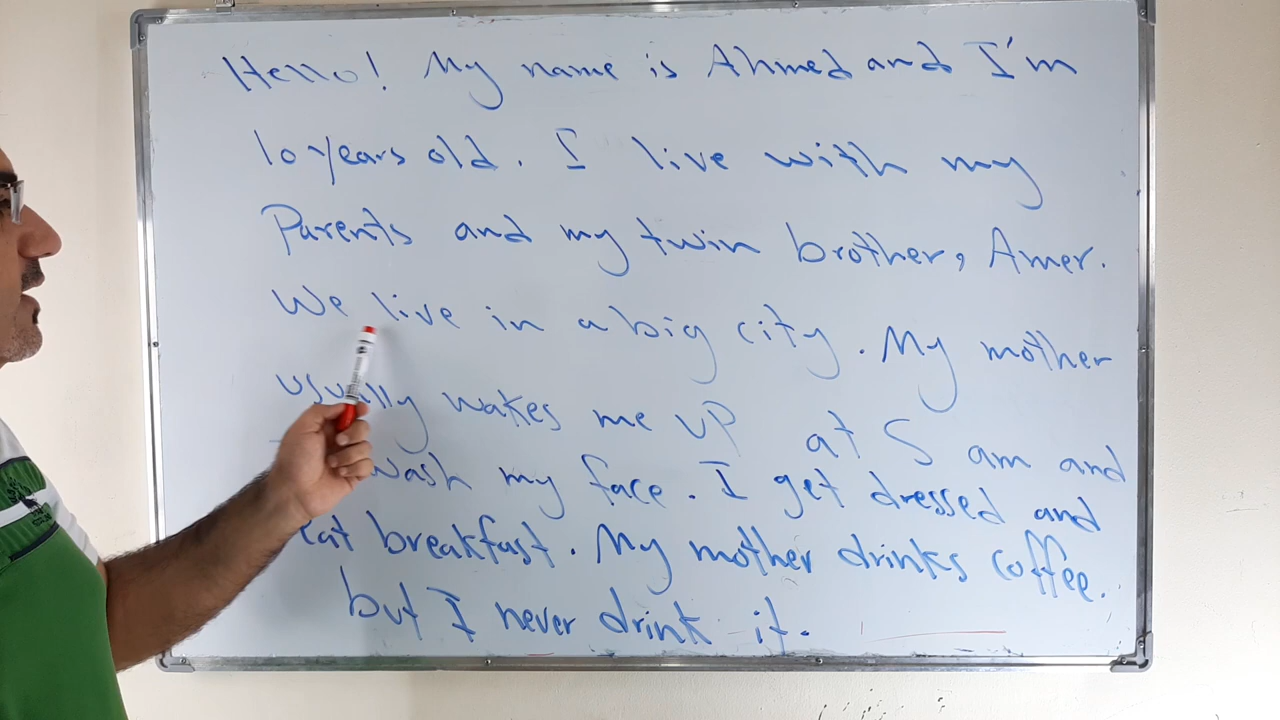 Hello! My name is Ahmed and I'm
10 years old. I live with my
Parents and my twin brother, Amer.
We live in a big city. My mother
usually wakes me up at 5 am and
wash my face. I get dressed and
eat breakfast. My mother drinks coffee.
but I never drink it.